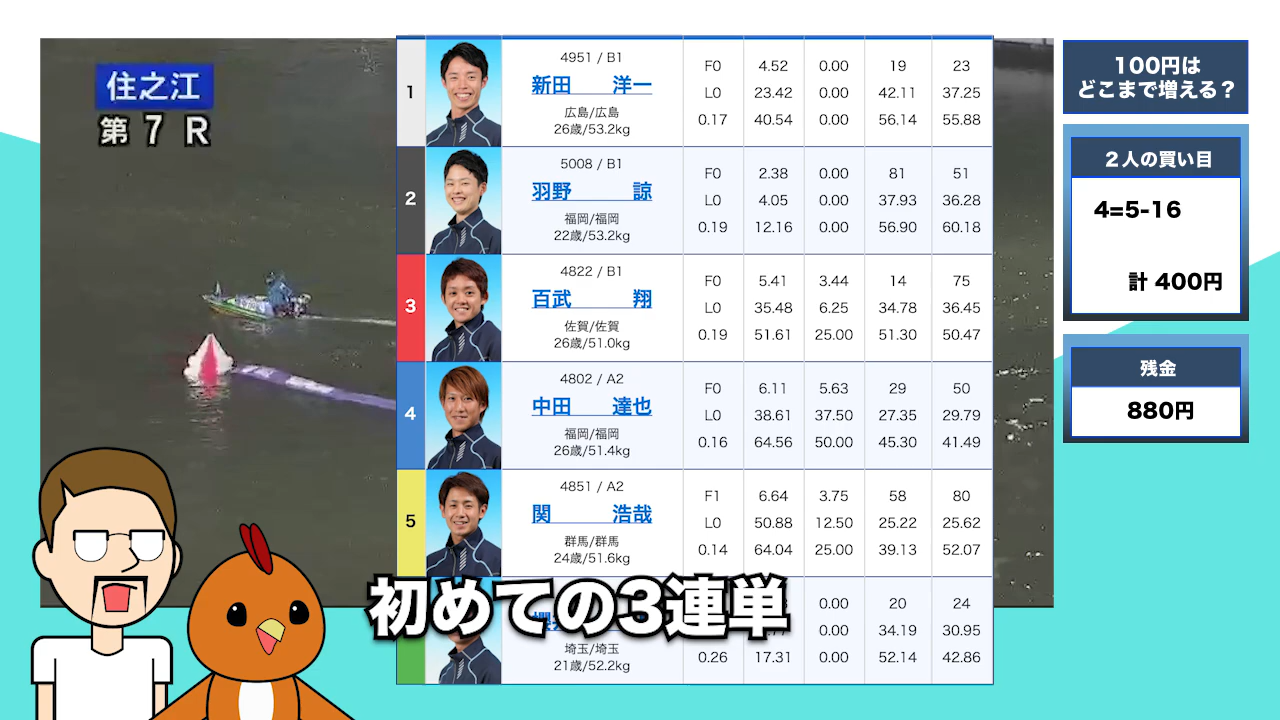 住之江
第7R
1
4951 / B1
新田 洋一
広島/広島
26歳/53.2kg
F0 4.52 0.00 19 23
L0 23.42 0.00 42.11 37.25
0.17 40.54 0.00 56.14 55.88
2
5008 / B1
羽野 諒
福岡/福岡
22歳/53.2kg
F0 2.38 0.00 81 51
L0 4.05 0.00 37.93 36.28
0.19 12.16 0.00 56.90 60.18
3
4822 / B1
百武 翔
佐賀/佐賀
26歳/51.0kg
F0 5.41 3.44 14 75
L0 35.48 6.25 34.78 36.45
0.19 51.61 25.00 51.30 50.47
4
4802 / A2
中田 達也
福岡/福岡
26歳/51.4kg
F0 6.11 5.63 29 50
L0 38.61 37.50 27.35 29.79
0.16 64.56 50.00 45.30 41.49
5
4851 / A2
関 浩哉
群馬/群馬
24歳/51.6kg
F1 6.64 3.75 58 80
L0 50.88 12.50 25.22 25.62
0.14 64.04 25.00 39.13 52.07
0.00 20 24
0.00 34.19 30.95
埼玉/埼玉
21歳/52.2kg
0.26 17.31 0.00 52.14 42.86
初めての3連単
100円は
どこまで増える？
２人の買い目
4=5-16
計 400円
残金
880円